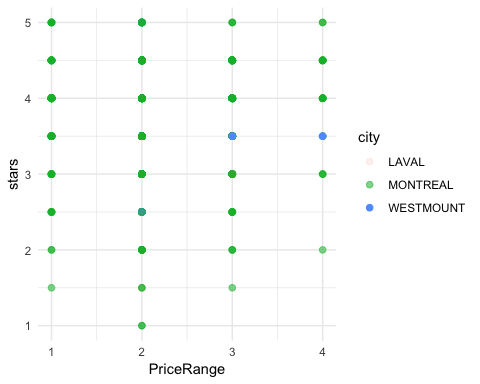 5
4
3
2
1
stars
1 2 3 4
PriceRange
city
LAVAL
MONTREAL
WESTMOUNT